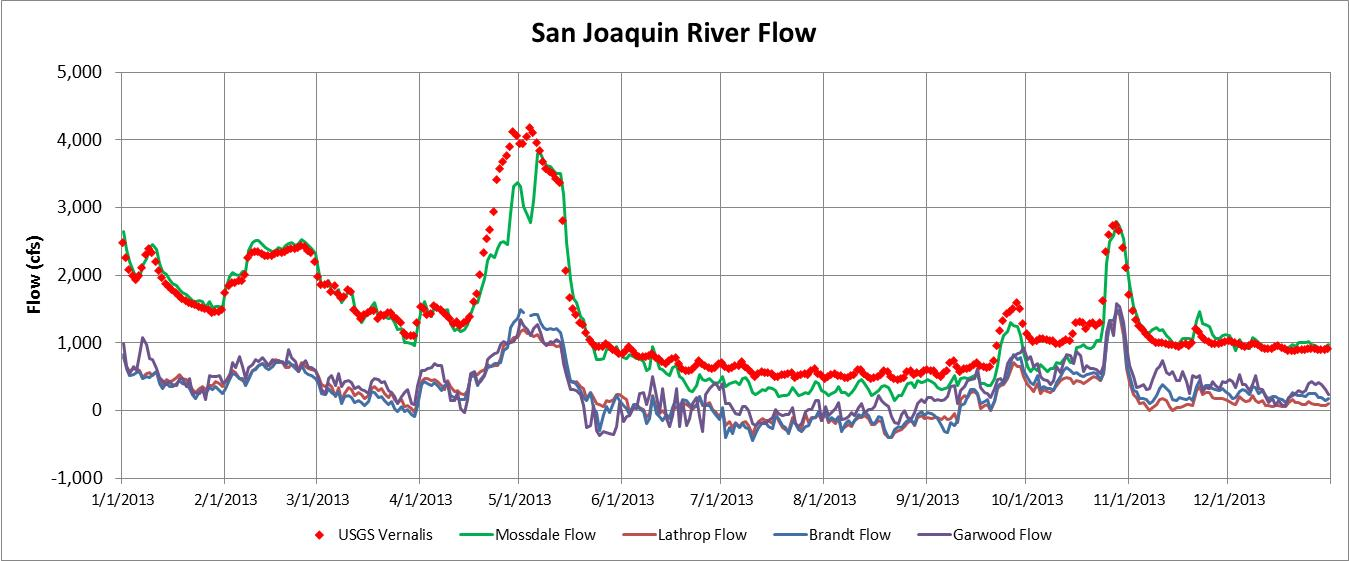 San Joaquin River Flow
5,000
4,000
3,000
2,000
1,000
0
-1,000
Flow (cfs)
1/1/2013 2/1/2013 3/1/2013 4/1/2013 5/1/2013 6/1/2013 7/1/2013 8/1/2013 9/1/2013 10/1/2013 11/1/2013 12/1/2013
USGS Vernalis Mossdale Flow Lathrop Flow Brandt Flow Garwood Flow